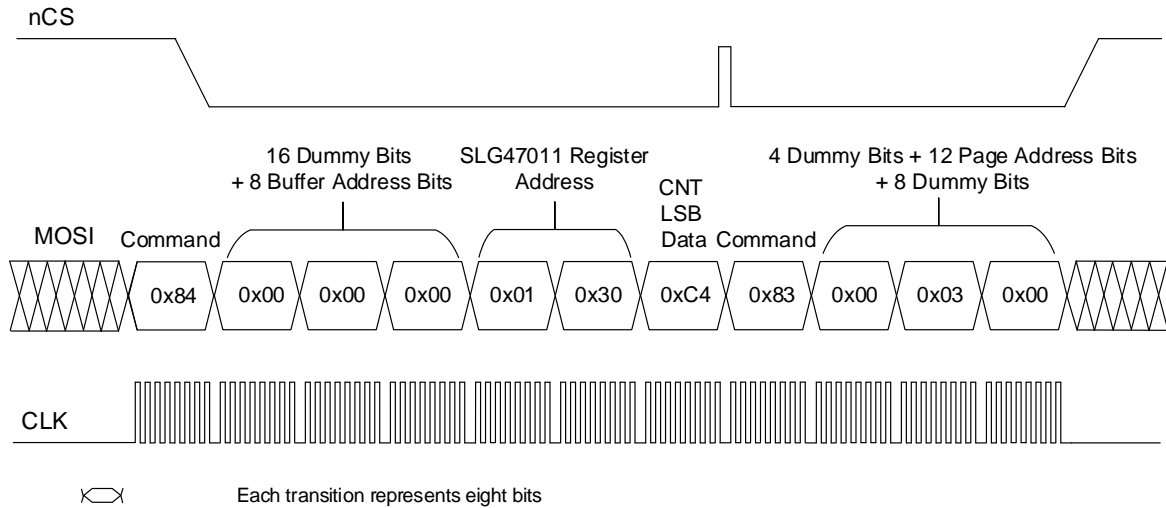 nCS
16 Dummy Bits
+ 8 Buffer Address Bits
SLG47011 Register
Address
4 Dummy Bits + 12 Page Address Bits
+ 8 Dummy Bits
CNT
LSB
Data
MOSI
Command
Command
0x84
0x00
0x00
0x00
0x01
0x30
0xC4
0x83
0x00
0x03
0x00
CLK
Each transition represents eight bits